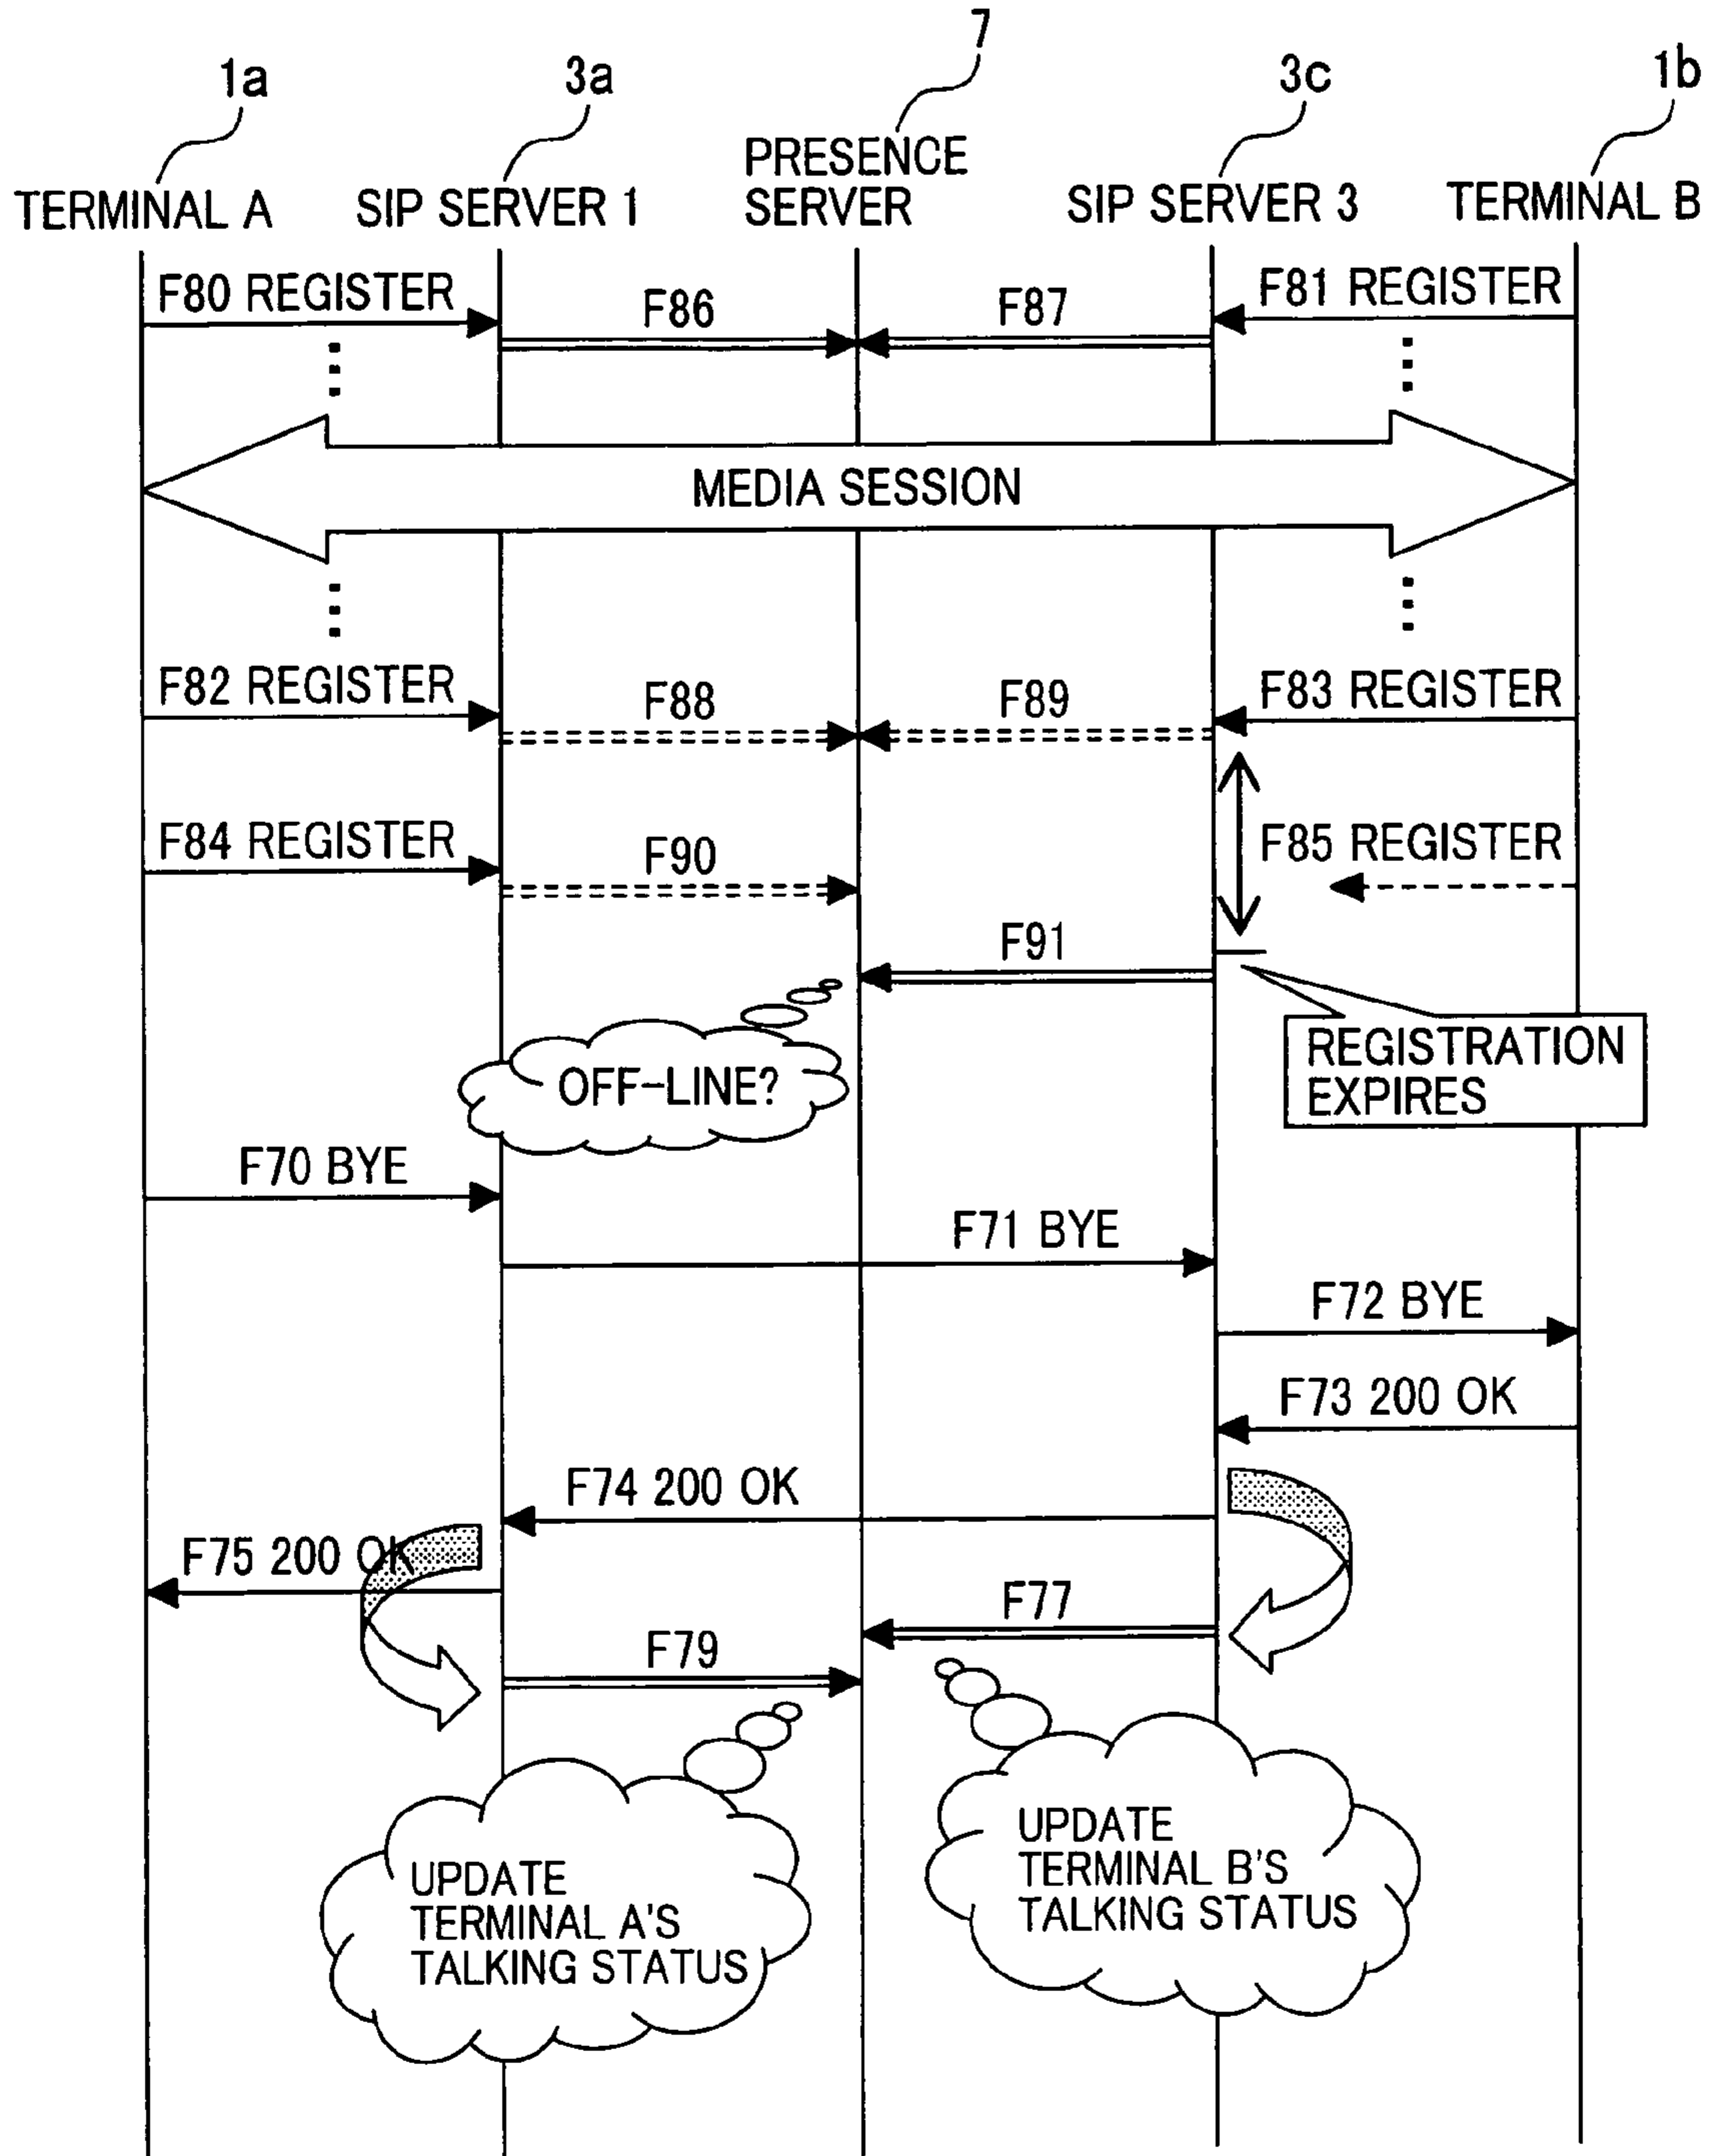 7
1a
3a
3c
1b
TERMINAL A
SIP SERVER 1
PRESENCE
SERVER
SIP SERVER 3
TERMINAL B
F80 REGISTER
F86
F87
F81 REGISTER
MEDIA SESSION
F82 REGISTER
F88
F89
F83 REGISTER
F84 REGISTER
F90
F85 REGISTER
F91
REGISTRATION
EXPIRES
OFF-LINE?
F70 BYE
F71 BYE
F72 BYE
F73 200 OK
F74 200 OK
F75 200 OK
F77
F79
UPDATE
TERMINAL B'S
TALKING STATUS
UPDATE
TERMINAL A'S
TALKING STATUS